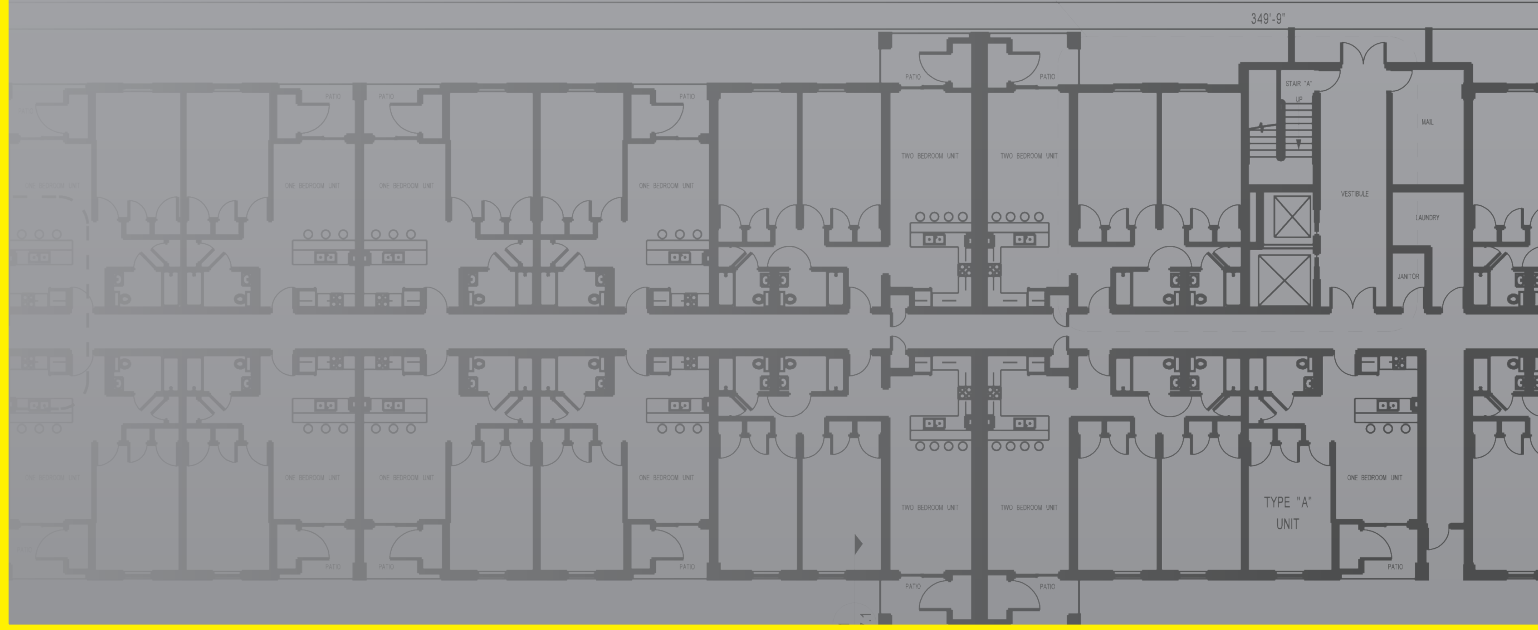 349'-9"
STAIR "A"
UP
PATIO
PATIO
PATIO
PATIO
PATIO
MAIL
TWO BEDROOM UNIT
TWO BEDROOM UNIT
ONE BEDROOM UNIT
ONE BEDROOM UNIT
ONE BEDROOM UNIT
VESTIBULE
LAUNDRY
JANITOR
ONE BEDROOM UNIT
ONE BEDROOM UNIT
ONE BEDROOM UNIT
ONE BEDROOM UNIT
TYPE "A"
UNIT
TWO BEDROOM UNIT
TWO BEDROOM UNIT
PATIO
PATIO
PATIO
PATIO
PATIO
PATIO